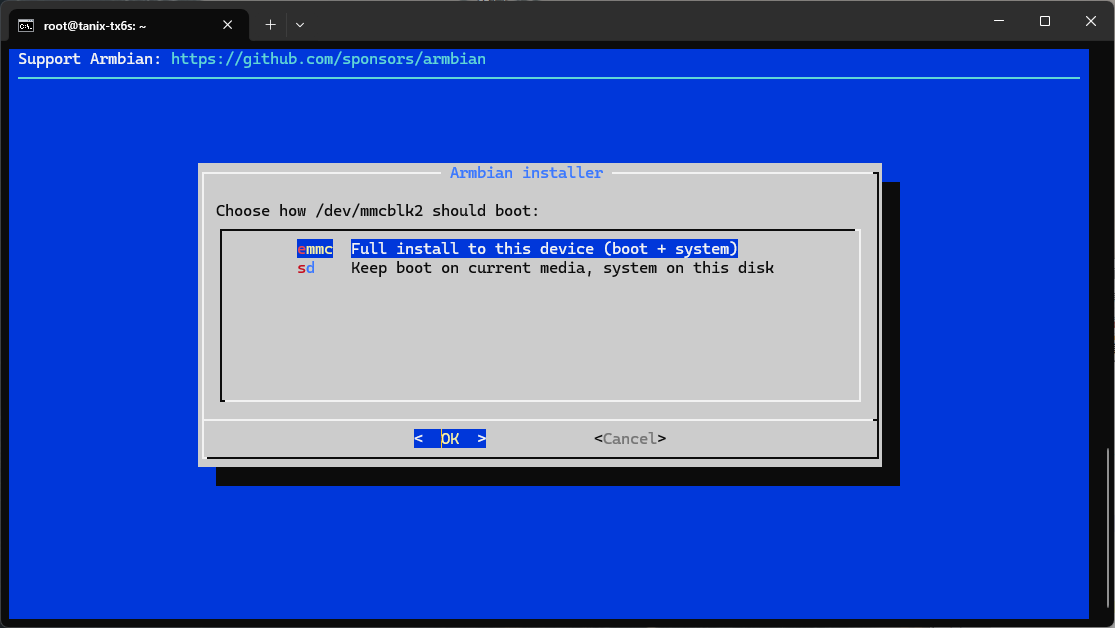 root@tanix-tx6s: ~
Support Armbian: https://github.com/sponsors/armbian
Armbian installer
Choose how /dev/mmcblk2 should boot:
emmc Full install to this device (boot + system)
sd Keep boot on current media, system on this disk
< OK > <Cancel>